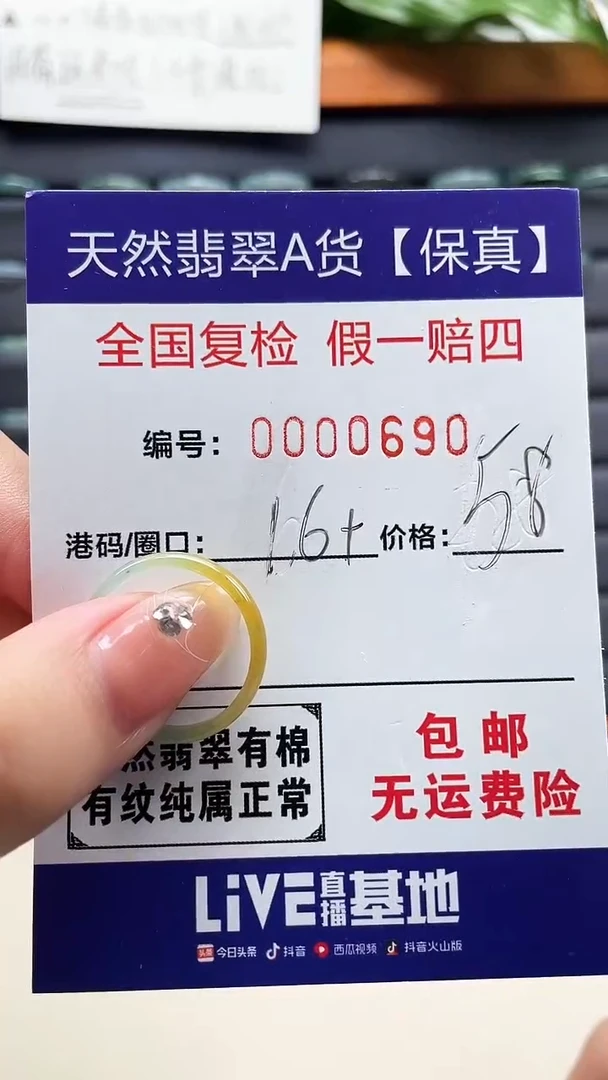 天然翡翠A货【保真】
全国复检 假一赔四
编号：0000690
港码/圈口：16+ 价格：58
然翡翠有棉
有纹纯属正常
包邮
无运费险
LiVE直播基地
头条 今日头条 抖音 西瓜视频 抖音火山版